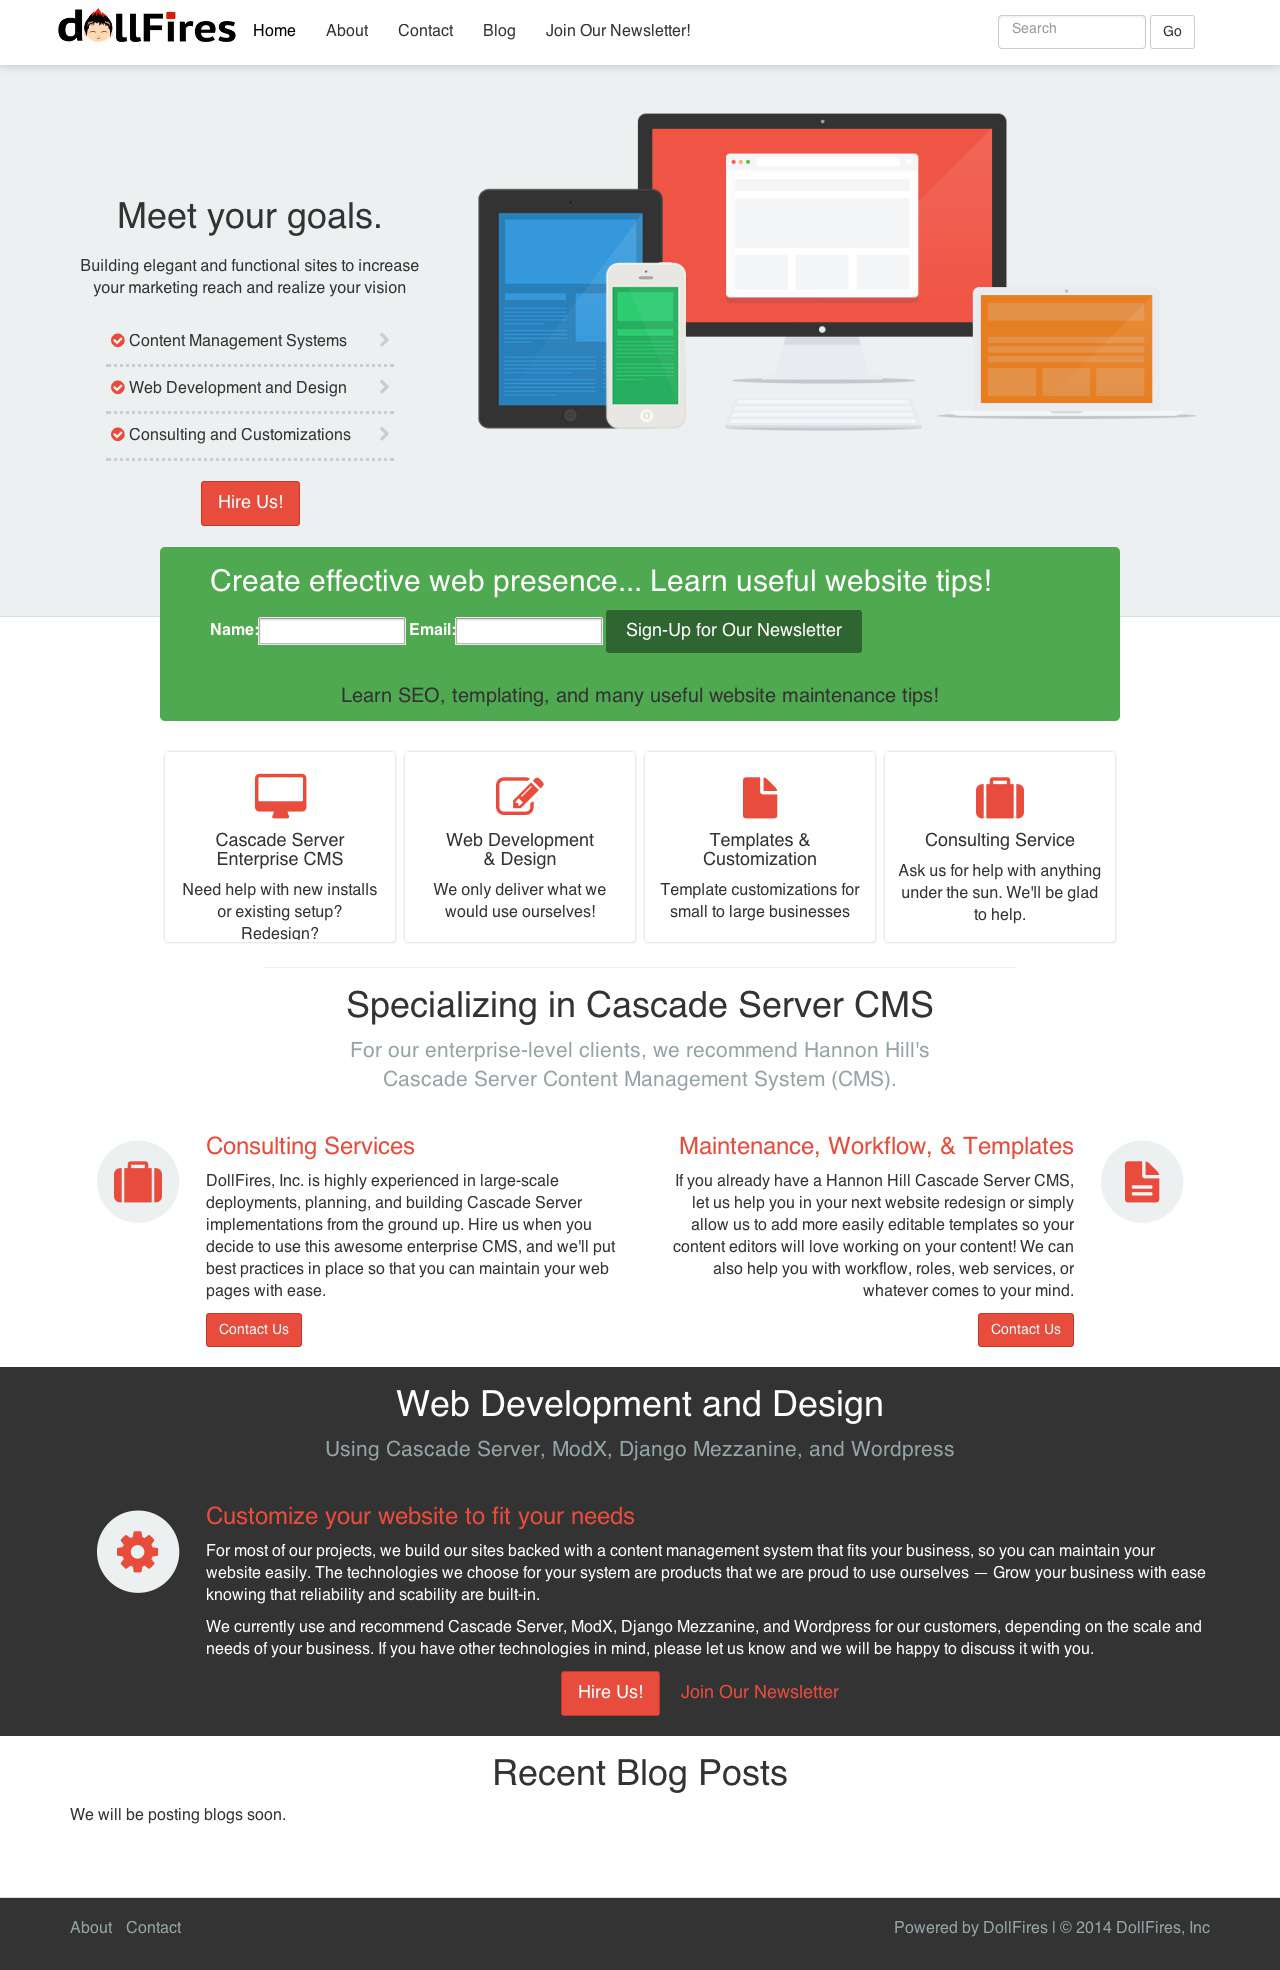 dollFires
Home About Contact Blog Join Our Newsletter!
Search Go
Meet your goals.
Building elegant and functional sites to increase
your marketing reach and realize your vision
Content Management Systems
Web Development and Design
Consulting and Customizations
Hire Us!
Create effective web presence... Learn useful website tips!
Name: Email: Sign-Up for Our Newsletter
Learn SEO, templating, and many useful website maintenance tips!
Cascade Server
Enterprise CMS
Need help with new installs
or existing setup?
Redesign?
Web Development
& Design
We only deliver what we
would use ourselves!
Templates &
Customization
Template customizations for
small to large businesses
Consulting Service
Ask us for help with anything
under the sun. We'll be glad
to help.
Specializing in Cascade Server CMS
For our enterprise-level clients, we recommend Hannon Hill's
Cascade Server Content Management System (CMS).
Consulting Services
DollFires, Inc. is highly experienced in large-scale
deployments, planning, and building Cascade Server
implementations from the ground up. Hire us when you
decide to use this awesome enterprise CMS, and we'll put
best practices in place so that you can maintain your web
pages with ease.
Contact Us
Maintenance, Workflow, & Templates
If you already have a Hannon Hill Cascade Server CMS,
let us help you in your next website redesign or simply
allow us to add more easily editable templates so your
content editors will love working on your content! We can
also help you with workflow, roles, web services, or
whatever comes to your mind.
Contact Us
Web Development and Design
Using Cascade Server, ModX, Django Mezzanine, and Wordpress
Customize your website to fit your needs
For most of our projects, we build our sites backed with a content management system that fits your business, so you can maintain your
website easily. The technologies we choose for your system are products that we are proud to use ourselves — Grow your business with ease
knowing that reliability and scability are built-in.
We currently use and recommend Cascade Server, ModX, Django Mezzanine, and Wordpress for our customers, depending on the scale and
needs of your business. If you have other technologies in mind, please let us know and we will be happy to discuss it with you.
Hire Us! Join Our Newsletter
Recent Blog Posts
We will be posting blogs soon.
About Contact
Powered by DollFires | © 2014 DollFires, Inc